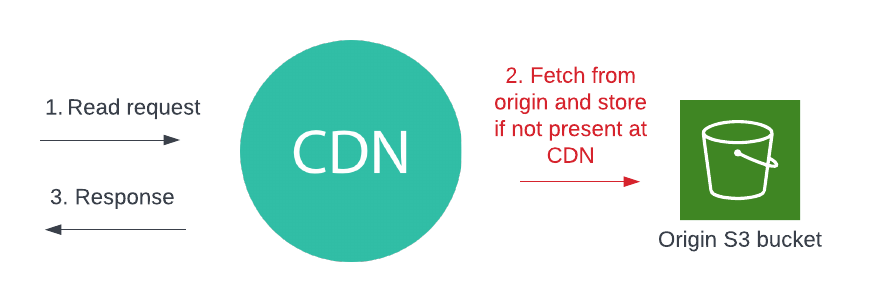 1. Read request
3. Response
CDN
2. Fetch from
origin and store
if not present at
CDN
Origin S3 bucket